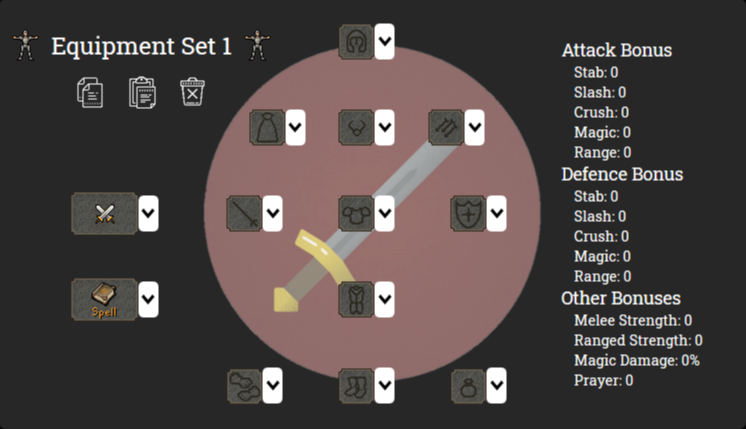 Equipment Set 1
Spell
Attack Bonus
Stab: 0
Slash: 0
Crush: 0
Magic: 0
Range: 0
Defence Bonus
Stab: 0
Slash: 0
Crush: 0
Magic: 0
Range: 0
Other Bonuses
Melee Strength: 0
Ranged Strength: 0
Magic Damage: 0%
Prayer: 0